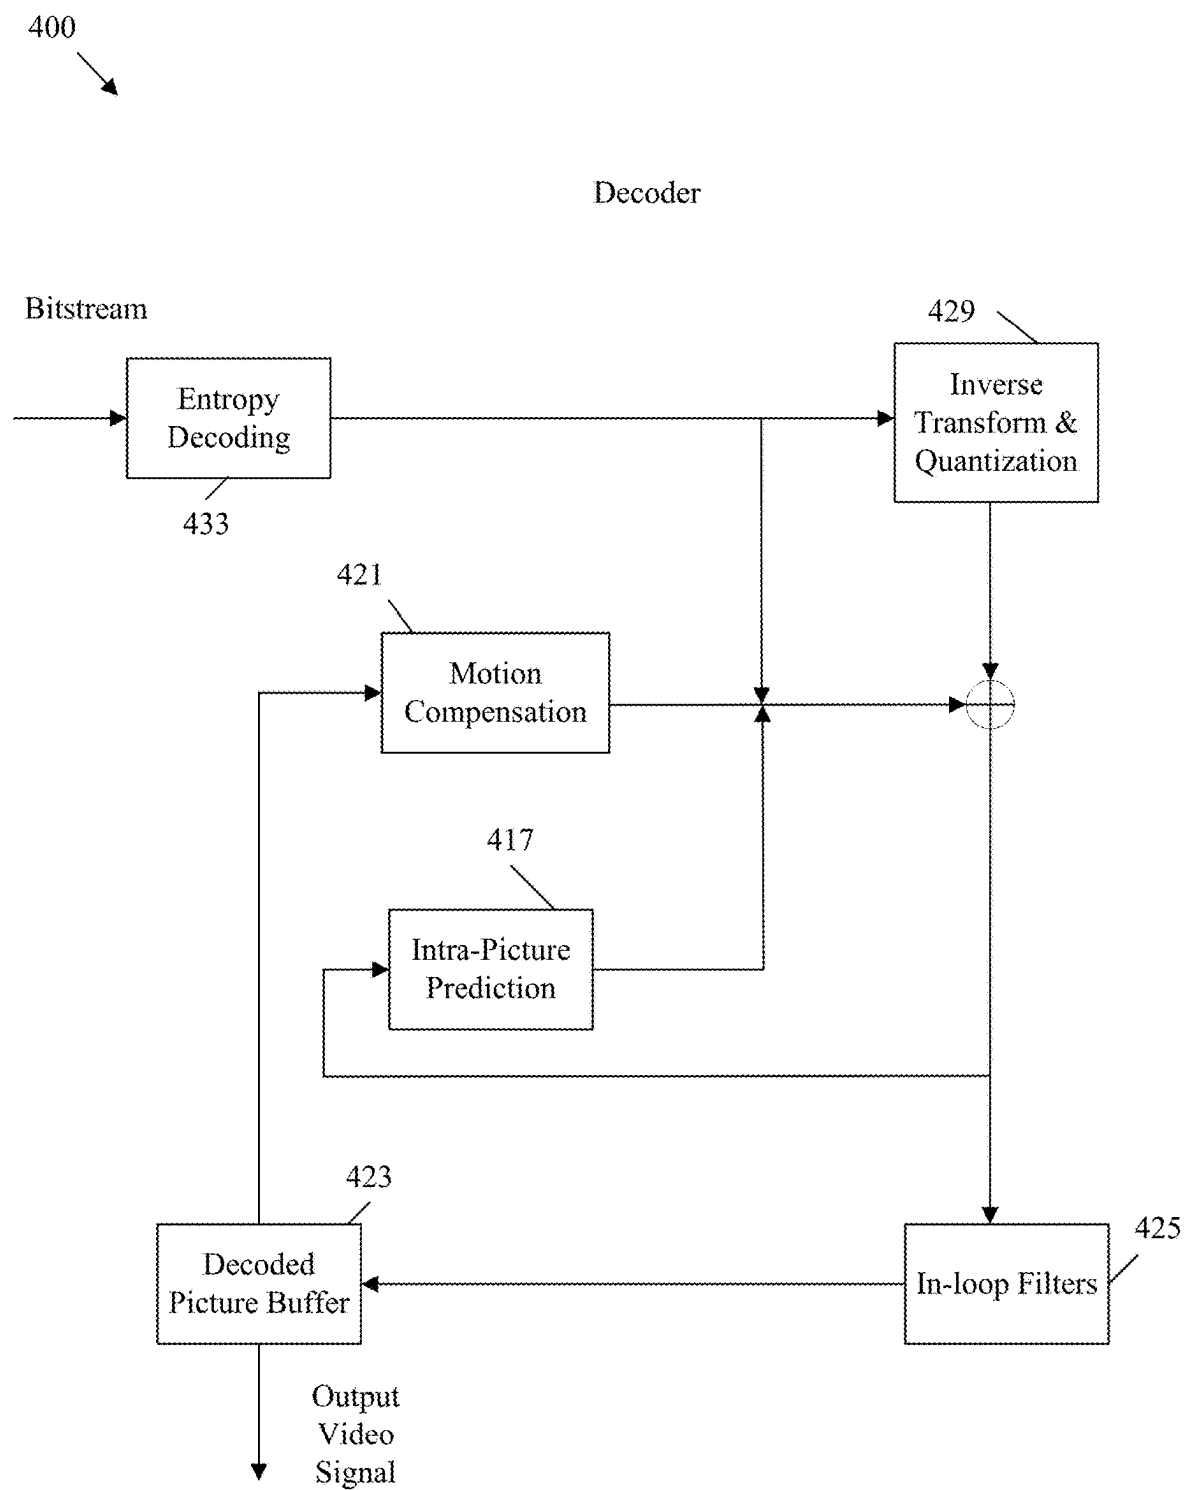 400
Decoder
Bitstream
429
Entropy
Decoding
Inverse
Transform &
Quantization
433
421
Motion
Compensation
417
Intra-Picture
Prediction
423
425
Decoded
Picture Buffer
In-loop Filters
Output
Video
Signal